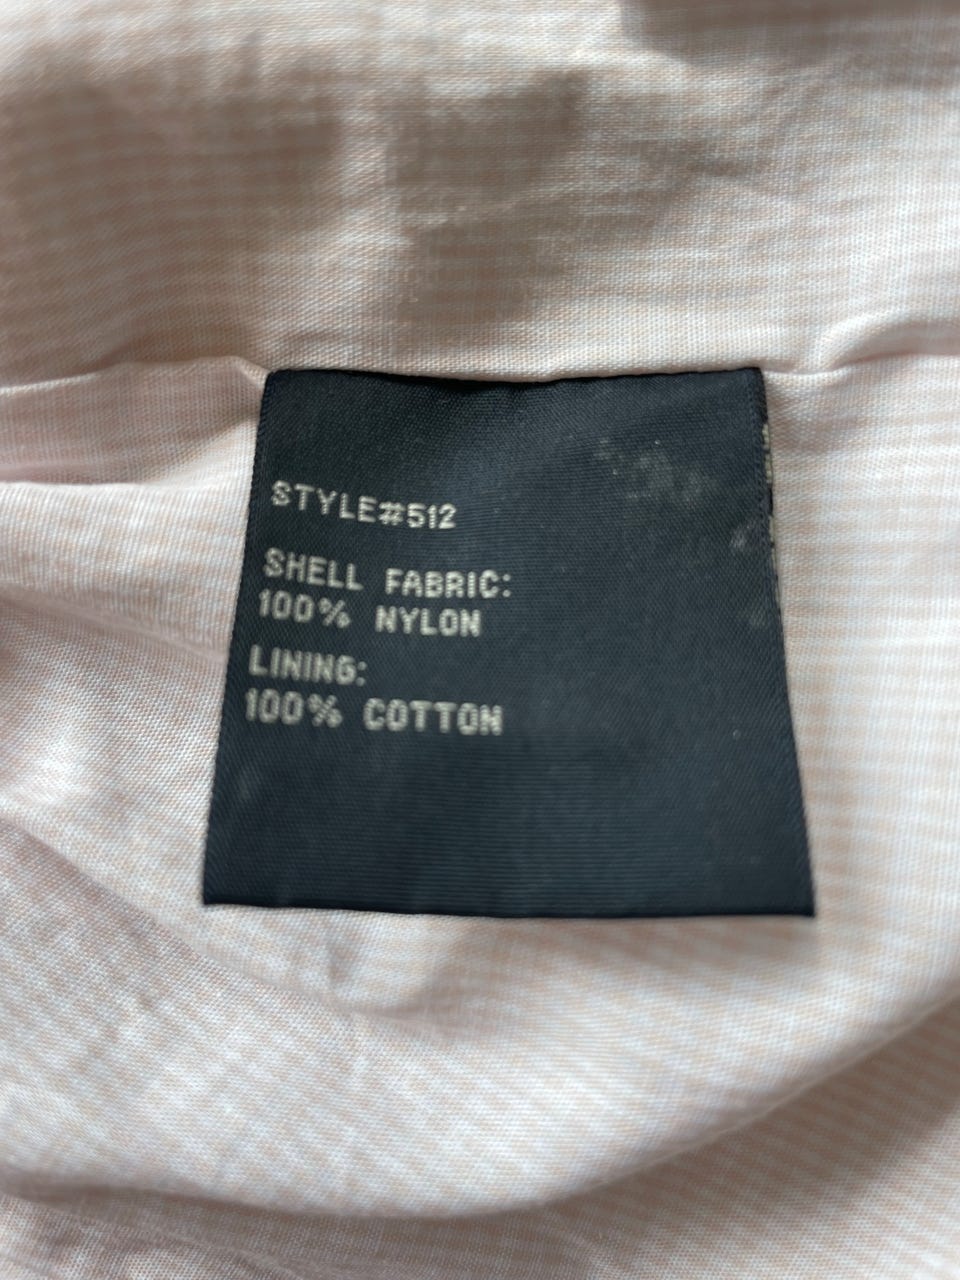 STYLE#512
SHELL FABRIC:
100% NYLON
LINING:
100% COTTON